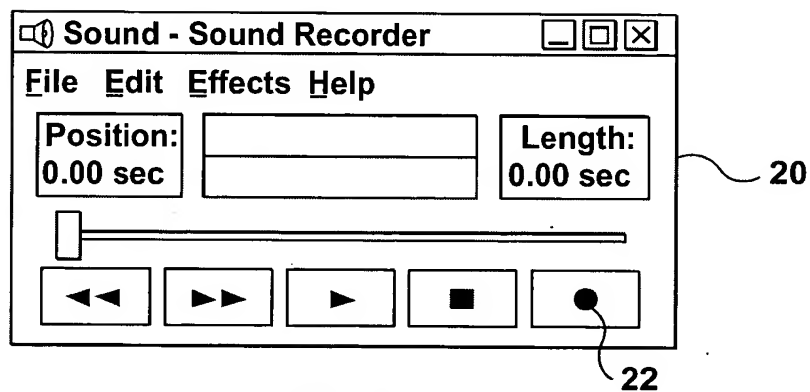 Sound - Sound Recorder
File Edit Effects Help
Position: Length:
0.00 sec 0.00 sec
20
22